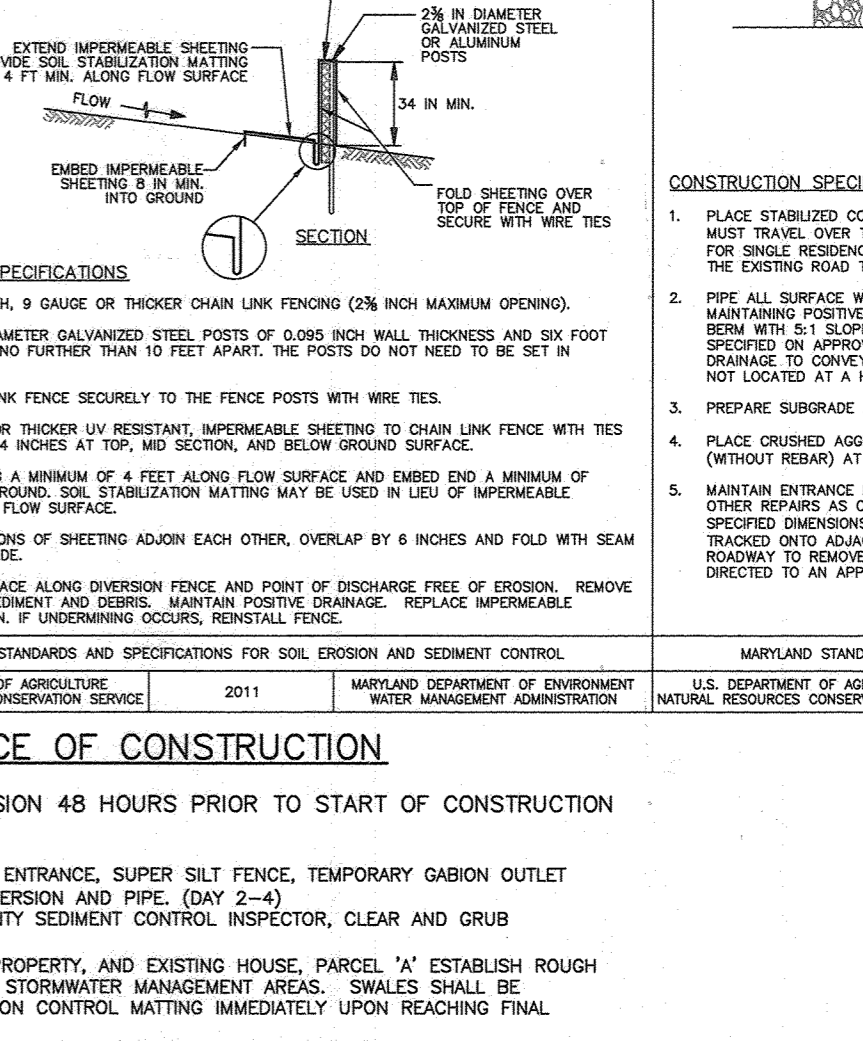 2⅜ IN DIAMETER
GALVANIZED STEEL
OR ALUMINUM
POSTS
EXTEND IMPERMEABLE SHEETING
VIDE SOIL STABILIZATION MATTING
4 FT MIN. ALONG FLOW SURFACE
FLOW
34 IN MIN.
EMBED IMPERMEABLE
SHEETING 8 IN MIN.
INTO GROUND
FOLD SHEETING OVER
TOP OF FENCE AND
SECURE WITH WIRE TIES
SECTION
PECIFICATIONS
H, 9 GAUGE OR THICKER CHAIN LINK FENCING (2⅜ INCH MAXIMUM OPENING).
AMETER GALVANIZED STEEL POSTS OF 0.095 INCH WALL THICKNESS AND SIX FOOT
NO FURTHER THAN 10 FEET APART. THE POSTS DO NOT NEED TO BE SET IN
NK FENCE SECURELY TO THE FENCE POSTS WITH WIRE TIES.
OR THICKER UV RESISTANT, IMPERMEABLE SHEETING TO CHAIN LINK FENCE WITH TIES
4 INCHES AT TOP, MID SECTION, AND BELOW GROUND SURFACE.
G A MINIMUM OF 4 FEET ALONG FLOW SURFACE AND EMBED END A MINIMUM OF
ROUND. SOIL STABILIZATION MATTING MAY BE USED IN LIEU OF IMPERMEABLE
FLOW SURFACE.
ONS OF SHEETING ADJOIN EACH OTHER, OVERLAP BY 6 INCHES AND FOLD WITH SEAM
DE.
ACE ALONG DIVERSION FENCE AND POINT OF DISCHARGE FREE OF EROSION. REMOVE
EDIMENT AND DEBRIS. MAINTAIN POSITIVE DRAINAGE. REPLACE IMPERMEABLE
N. IF UNDERMINING OCCURS, REINSTALL FENCE.
STANDARDS AND SPECIFICATIONS FOR SOIL EROSION AND SEDIMENT CONTROL
OF AGRICULTURE
ONSERVATION SERVICE
2011
MARYLAND DEPARTMENT OF ENVIRONMENT
WATER MANAGEMENT ADMINISTRATION
CONSTRUCTION SPECI
1. PLACE STABILIZED CO
MUST TRAVEL OVER T
FOR SINGLE RESIDENC
THE EXISTING ROAD T
2. PIPE ALL SURFACE W
MAINTAINING POSITIVE
BERM WITH 5:1 SLOPE
SPECIFIED ON APPROV
DRAINAGE TO CONVEY
NOT LOCATED AT A H
3. PREPARE SUBGRADE
4. PLACE CRUSHED AGG
(WITHOUT REBAR) AT
5. MAINTAIN ENTRANCE
OTHER REPAIRS AS C
SPECIFIED DIMENSIONS
TRACKED ONTO ADJAC
ROADWAY TO REMOVE
DIRECTED TO AN APP
MARYLAND STAND
U.S. DEPARTMENT OF AGI
NATURAL RESOURCES CONSERV
CE OF CONSTRUCTION
SION 48 HOURS PRIOR TO START OF CONSTRUCTION
ENTRANCE, SUPER SILT FENCE, TEMPORARY GABION OUTLET
ERSION AND PIPE. (DAY 2-4)
ITY SEDIMENT CONTROL INSPECTOR, CLEAR AND GRUB
ROPERTY, AND EXISTING HOUSE, PARCEL 'A' ESTABLISH ROUGH
STORMWATER MANAGEMENT AREAS. SWALES SHALL BE
ON CONTROL MATTING IMMEDIATELY UPON REACHING FINAL